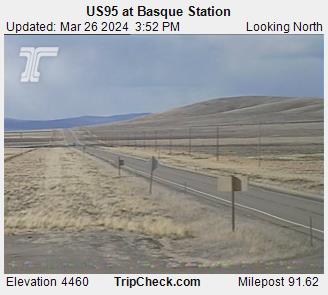 US95 at Basque Station
Updated: Mar 26 2024 3:52 PM Looking North
Elevation 4460 TripCheck.com Milepost 91.62